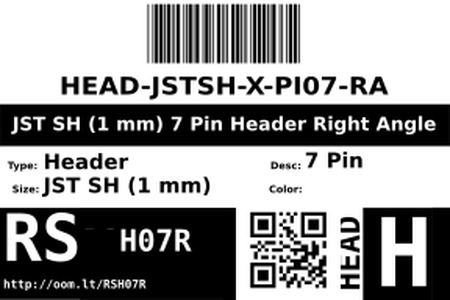 HEAD-JSTSH-X-PI07-RA
JST SH (1 mm) 7 Pin Header Right Angle
Type: Header
Desc: 7 Pin
Size: JST SH (1 mm)
Color:
RS H07R
http://oom.lt/RSH07R
HEAD
H